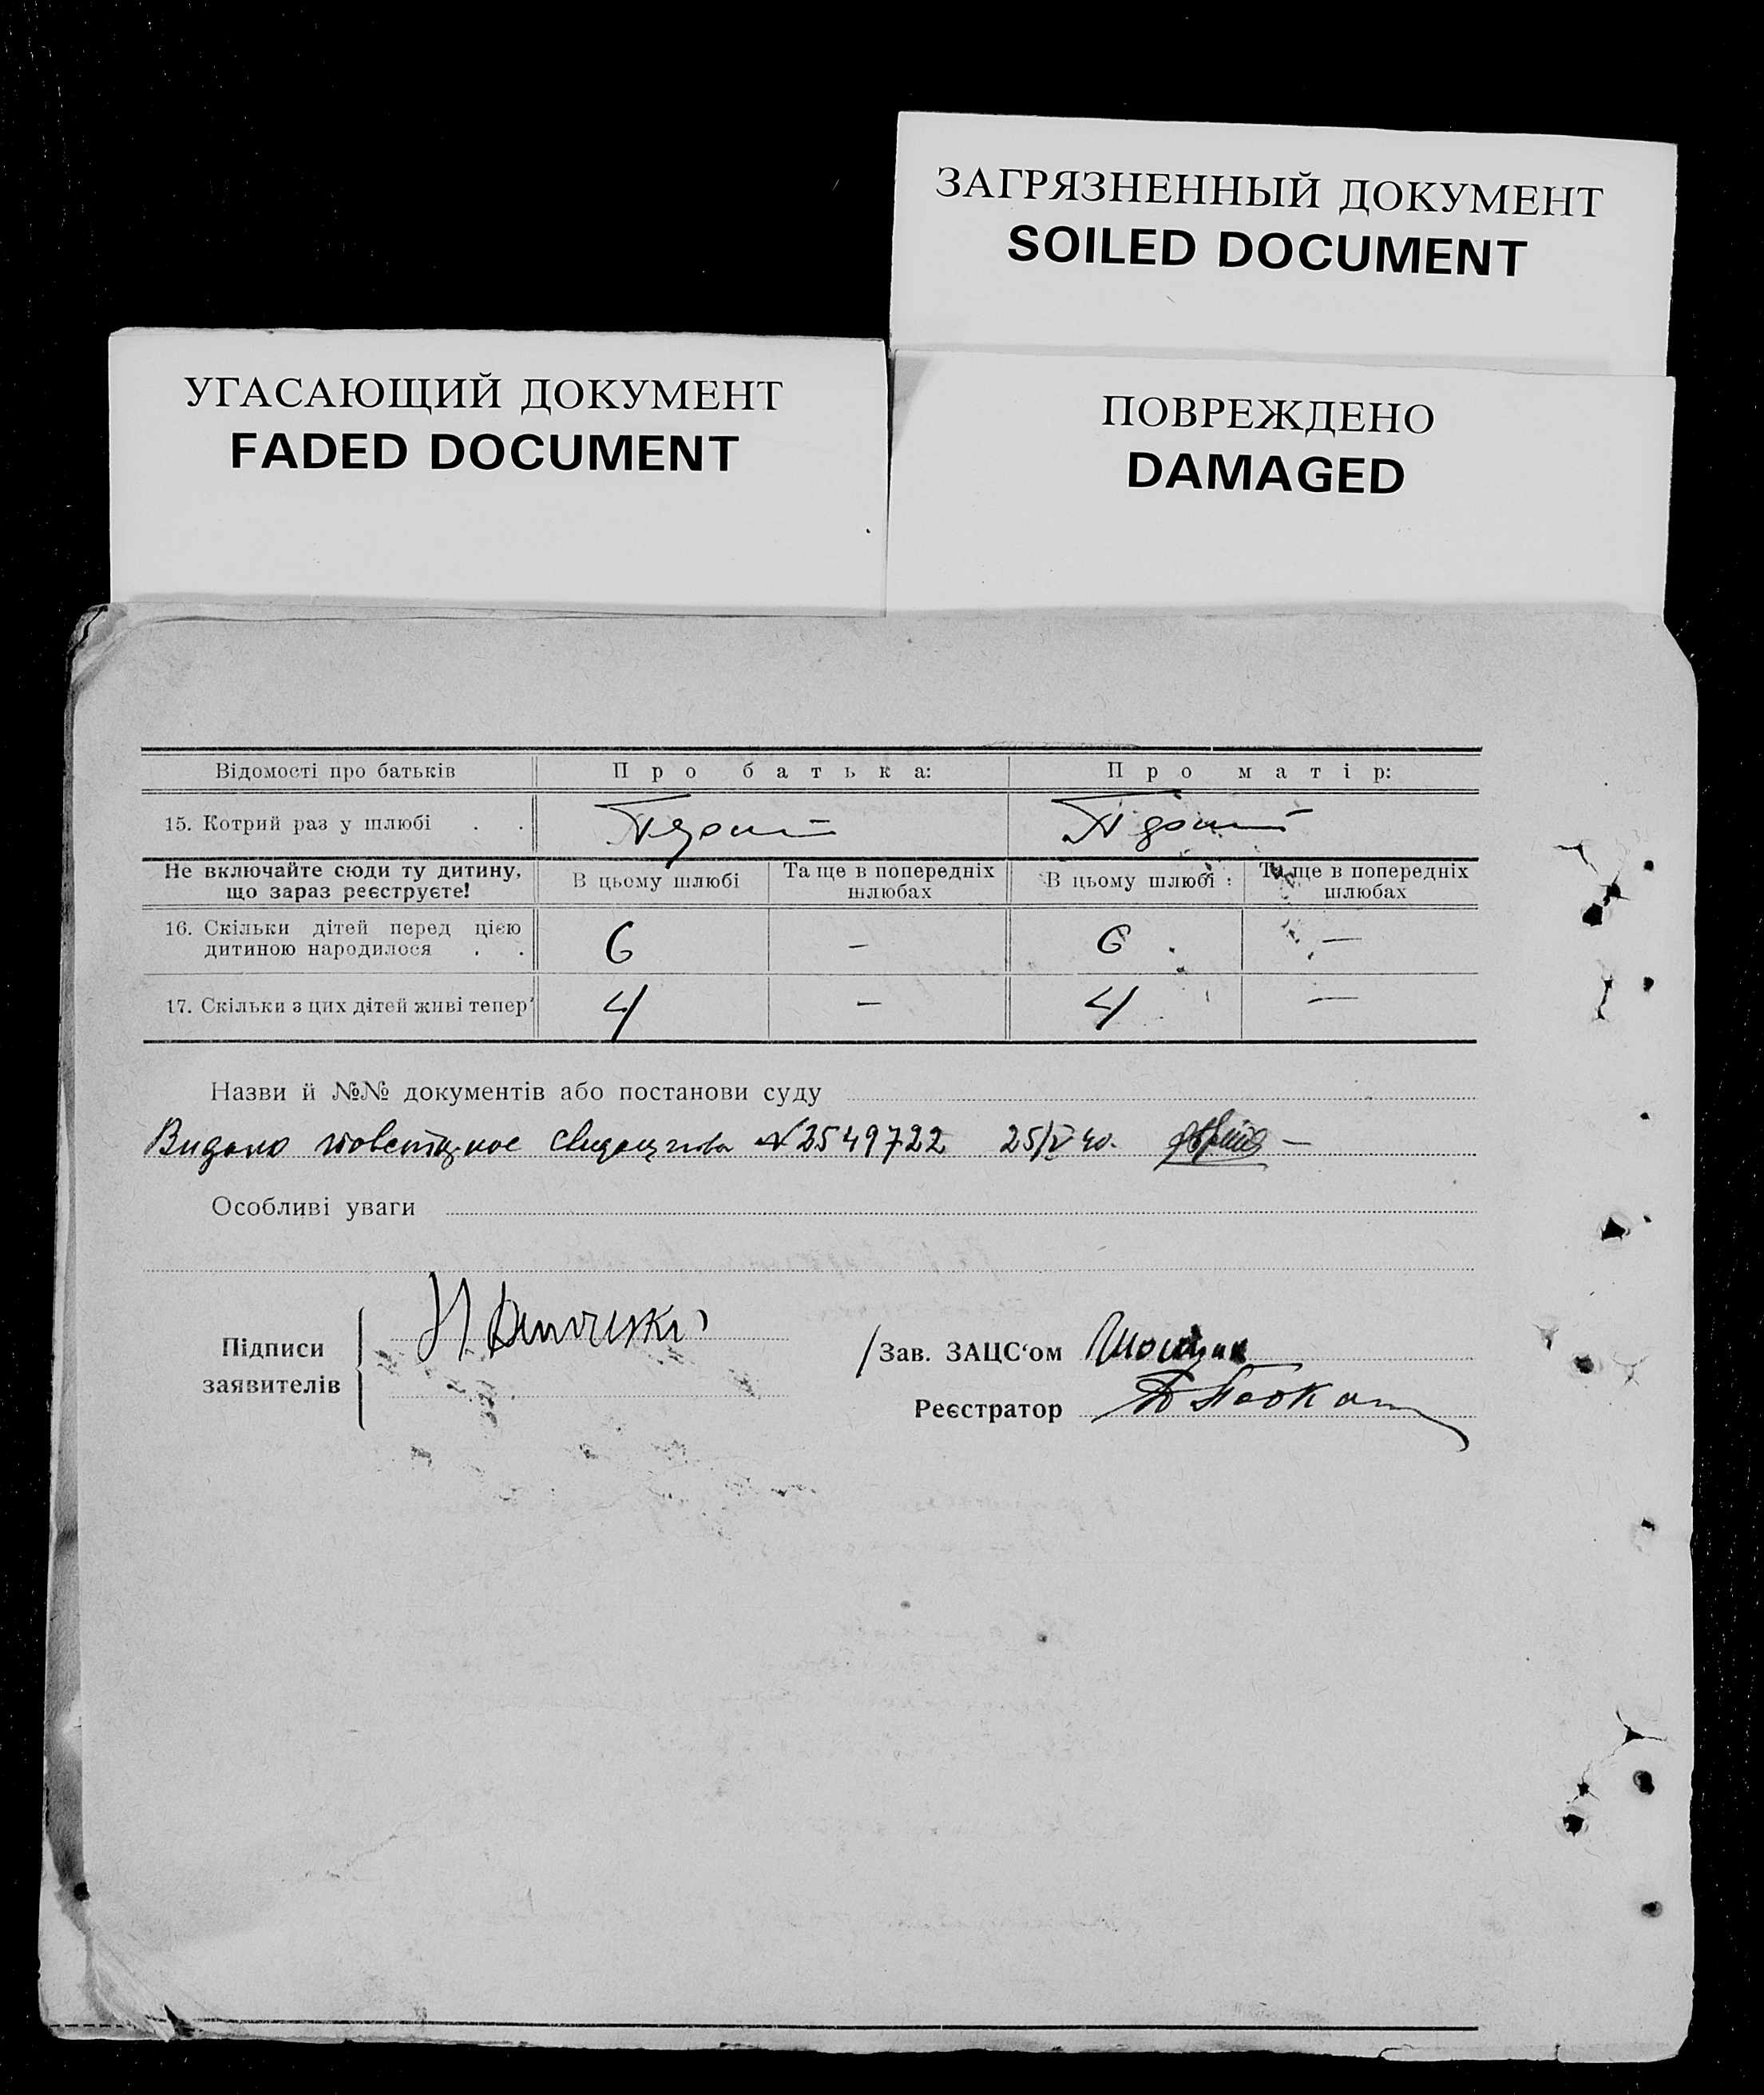 ЗАГРЯЗНЕННЫЙ ДОКУМЕНТ
SOILED DOCUMENT
УГАСАЮЩИЙ ДОКУМЕНТ
FADED DOCUMENT
ПОВРЕЖДЕНО
DAMAGED
Відомості про батьків Про батька: Про матір:
15. Котрий раз у шлюбі . .
Не включайте сюди ту дитину, що зараз реєструєте! В цьому шлюбі Та ще в попередніх шлюбах В цьому шлюбі Та ще в попередніх шлюбах
16. Скільки дітей перед цією дитиною народилося . . 6 — 6 —
17. Скільки з цих дітей живі тепер 4 — 4 —
Назви й №№ документів або постанови суду
Видано N 2549722 25/V 40.
Особливі уваги
Підписи заявителів
/Зав. ЗАЦС‘ом
Реєстратор